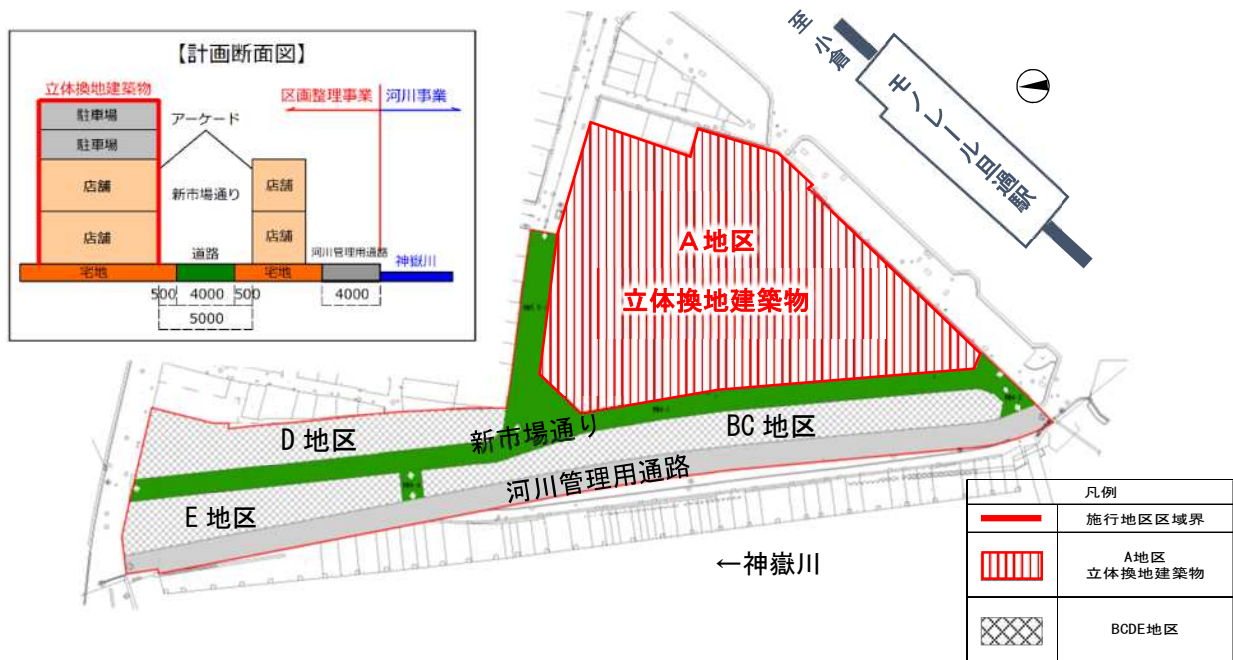 【計画断面図】
立体換地建築物
区画整理事業
河川事業
駐車場
アーケード
駐車場
店舗
新市場通り
店舗
店舗
道路
店舗
河川管理用通路
神嶽川
宅地
宅地
500
4000
500
4000
5000
至小倉
モノレール旦過駅
A地区
立体換地建築物
D地区
新市場通り
BC地区
河川管理用通路
E地区
←神嶽川
凡例
施行地区区域界
A地区
立体換地建築物
BCDE地区